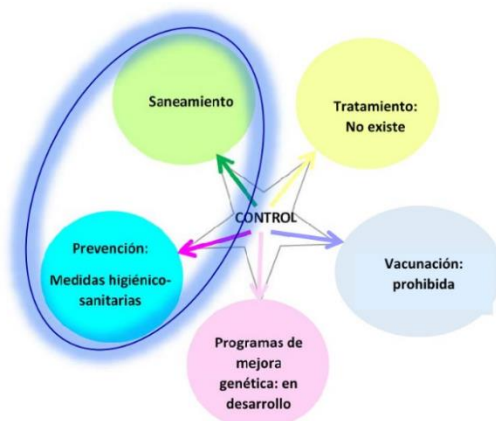 Saneamiento
Tratamiento:
No existe
CONTROL
Prevención:
Medidas higiénico-
sanitarias
Vacunación:
prohibida
Programas de
mejora
genética: en
desarrollo